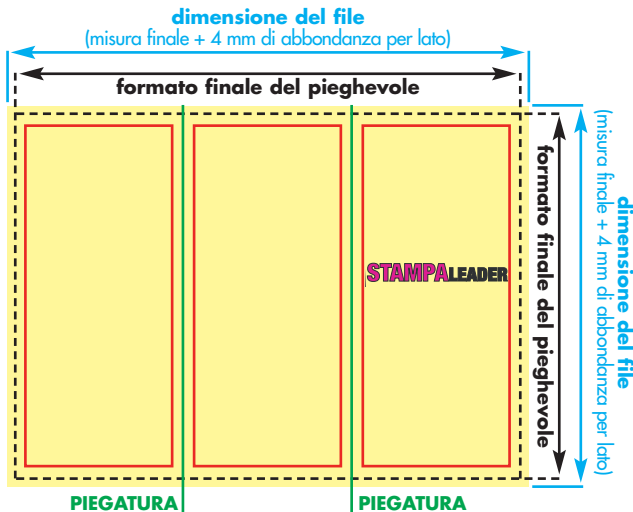 dimensione del file
(misura finale + 4 mm di abbondanza per lato)
formato finale del pieghevole
STAMPALEADER
formato finale del pieghevole
dimensione del file
(misura finale + 4 mm di abbondanza per lato)
PIEGATURA
PIEGATURA